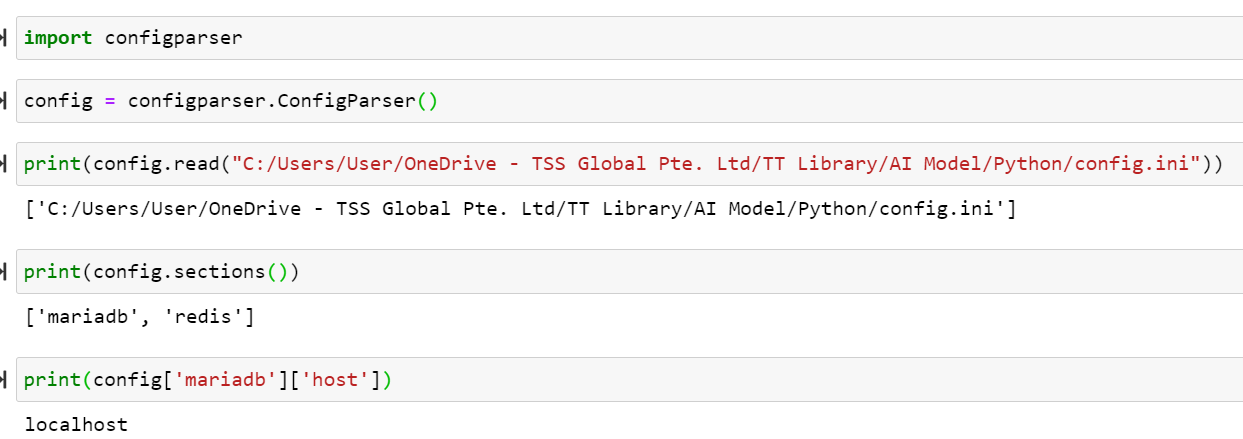 import configparser
config = configparser.ConfigParser()
print(config.read("C:/Users/User/OneDrive - TSS Global Pte. Ltd/TT Library/AI Model/Python/config.ini"))
['C:/Users/User/OneDrive - TSS Global Pte. Ltd/TT Library/AI Model/Python/config.ini']
print(config.sections())
['mariadb', 'redis']
print(config['mariadb']['host'])
localhost